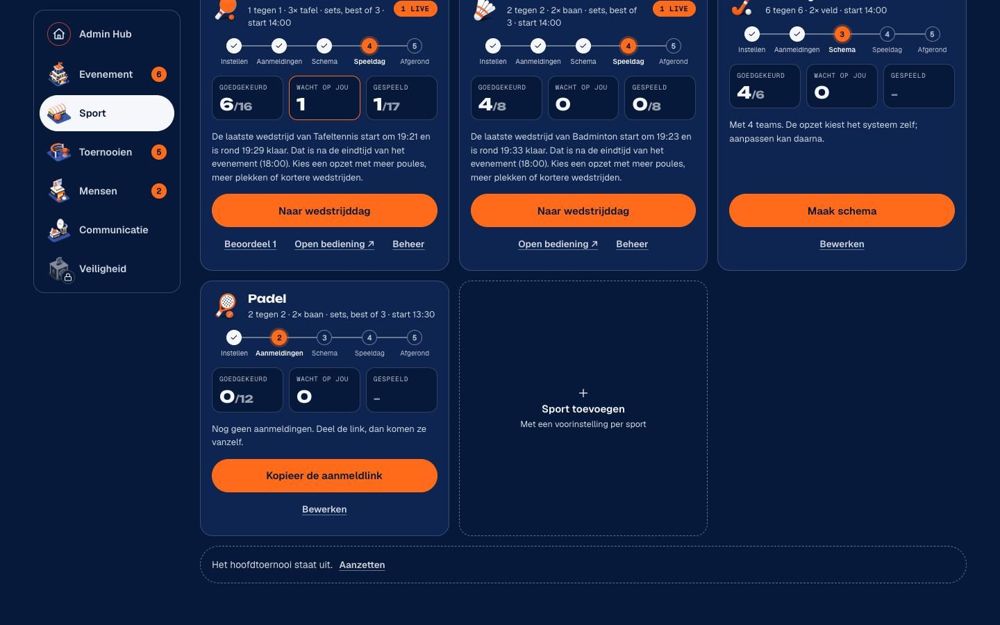 Admin Hub
Evenement 6
Sport
Toernooien 5
Mensen 2
Communicatie
Veiligheid
1 tegen 1 · 3× tafel · sets, best of 3 ·
start 14:00
1 LIVE
4 5
Instellen Aanmeldingen Schema Speeldag Afgerond
GOEDGEKEURD
6/16
WACHT OP JOU
1
GESPEELD
1/17
De laatste wedstrijd van Tafeltennis start om 19:21 en
is rond 19:29 klaar. Dat is na de eindtijd van het
evenement (18:00). Kies een opzet met meer poules,
meer plekken of kortere wedstrijden.
Naar wedstrijddag
Beoordeel 1 Open bediening ↗ Beheer
2 tegen 2 · 2× baan · sets, best of
3 · start 14:00
1 LIVE
4 5
Instellen Aanmeldingen Schema Speeldag Afgerond
GOEDGEKEURD
4/8
WACHT OP JOU
0
GESPEELD
0/8
De laatste wedstrijd van Badminton start om 19:23 en
is rond 19:33 klaar. Dat is na de eindtijd van het
evenement (18:00). Kies een opzet met meer poules,
meer plekken of kortere wedstrijden.
Naar wedstrijddag
Open bediening ↗ Beheer
6 tegen 6 · 2× veld · start 14:00
3 4 5
Instellen Aanmeldingen Schema Speeldag Afgerond
GOEDGEKEURD
4/6
WACHT OP JOU
0
GESPEELD
–
Met 4 teams. De opzet kiest het systeem zelf;
aanpassen kan daarna.
Maak schema
Bewerken
Padel
2 tegen 2 · 2× baan · sets, best of 3 · start 13:30
2 3 4 5
Instellen Aanmeldingen Schema Speeldag Afgerond
GOEDGEKEURD
0/12
WACHT OP JOU
0
GESPEELD
–
Nog geen aanmeldingen. Deel de link, dan komen ze
vanzelf.
Kopieer de aanmeldlink
Bewerken
+
Sport toevoegen
Met een voorinstelling per sport
Het hoofdtoernooi staat uit. Aanzetten